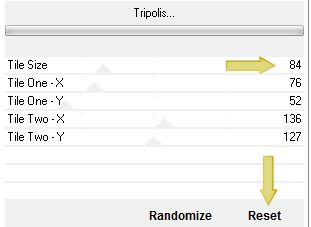 Tripolis...
Tile Size 84
Tile One - X 76
Tile One - Y 52
Tile Two - X 136
Tile Two - Y 127
Randomize Reset